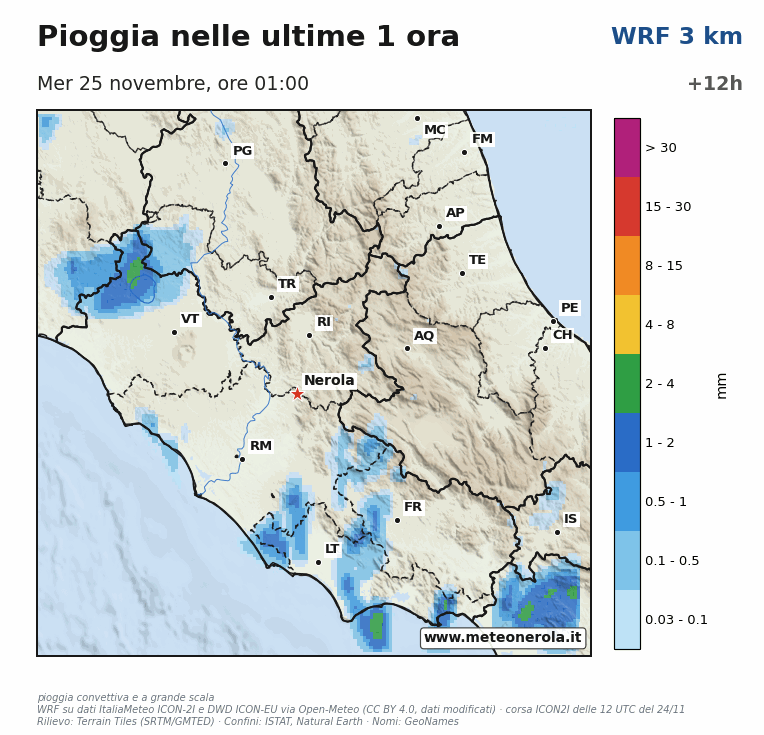 Pioggia nelle ultime 1 ora
WRF 3 km
Mer 25 novembre, ore 01:00
+12h
MC
FM
PG
AP
TE
TR
PE
VT
RI
AQ
CH
Nerola
RM
FR
IS
LT
www.meteonerola.it
> 30
15 - 30
8 - 15
4 - 8
2 - 4
1 - 2
0.5 - 1
0.1 - 0.5
0.03 - 0.1
mm
pioggia convettiva e a grande scala
WRF su dati ItaliaMeteo ICON-2I e DWD ICON-EU via Open-Meteo (CC BY 4.0, dati modificati) · corsa ICON2I delle 12 UTC del 24/11
Rilievo: Terrain Tiles (SRTM/GMTED) · Confini: ISTAT, Natural Earth · Nomi: GeoNames